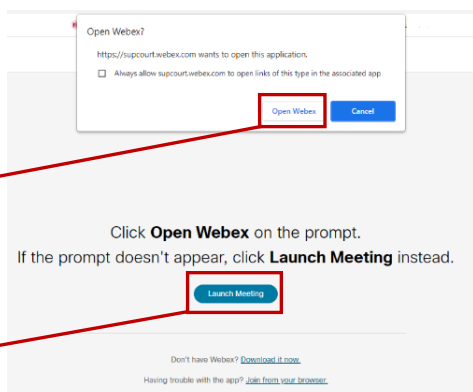 Open Webex?
https://supcourt.webex.com wants to open this application.
Always allow supcourt.webex.com to open links of this type in the associated app
Open Webex Cancel
Click Open Webex on the prompt.
If the prompt doesn't appear, click Launch Meeting instead.
Launch Meeting
Don't have Webex? Download it now.
Having trouble with the app? Join from your browser.